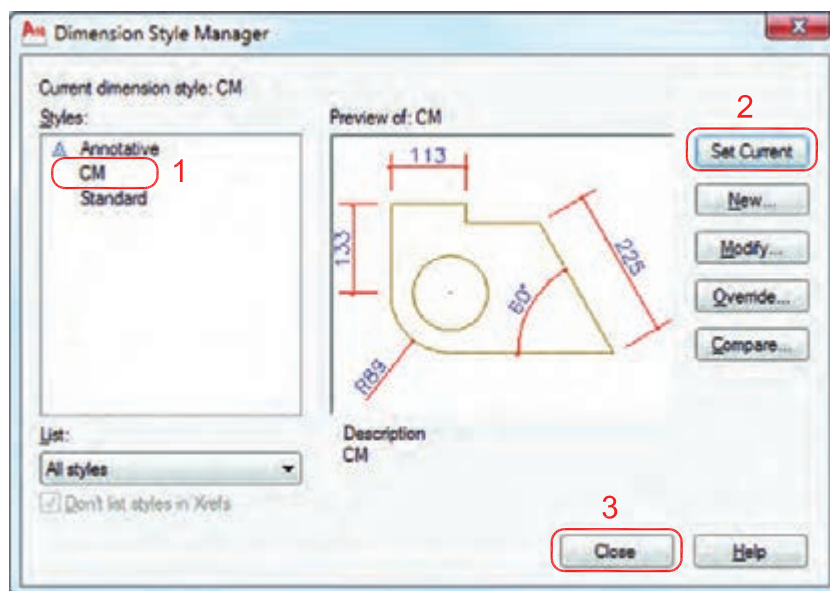 Dimension Style Manager
Current dimension style: CM
Styles:
Annotative
CM
1
Standard
Preview of: CM
113
133
225
60°
R89
2
Set Current
New...
Modify...
Override...
Compare...
List:
All styles
Don't list styles in Xrefs
Description
CM
3
Close
Help